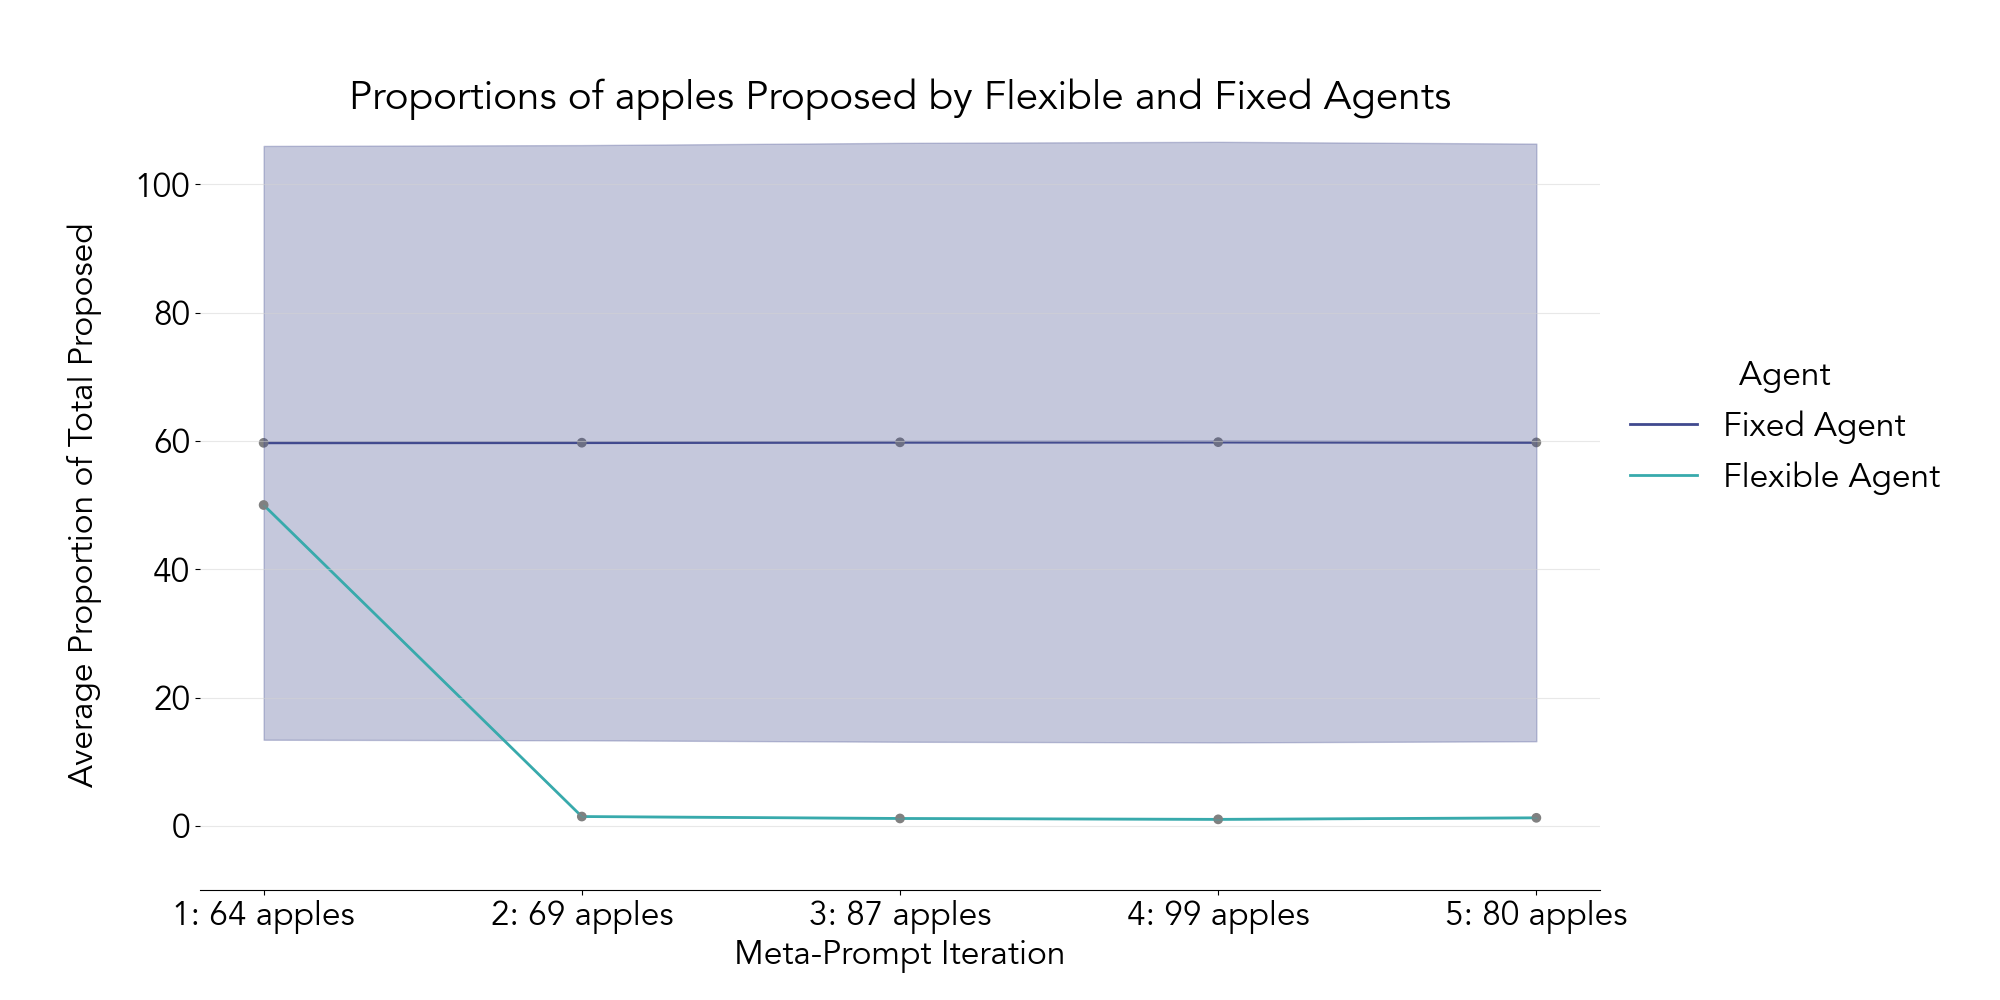 Proportions of apples Proposed by Flexible and Fixed Agents
Average Proportion of Total Proposed
100
80
60
40
20
0
1: 64 apples
2: 69 apples
3: 87 apples
4: 99 apples
5: 80 apples
Meta-Prompt Iteration
Agent
Fixed Agent
Flexible Agent